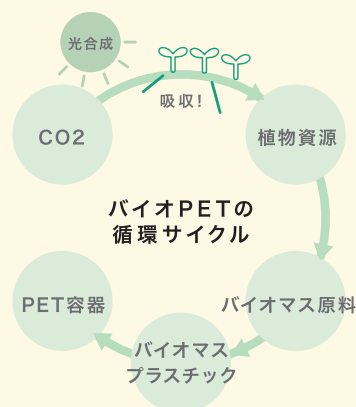 光合成
吸収!
CO2
植物資源
バイオPETの
循環サイクル
PET容器
バイオマス原料
バイオマス
プラスチック